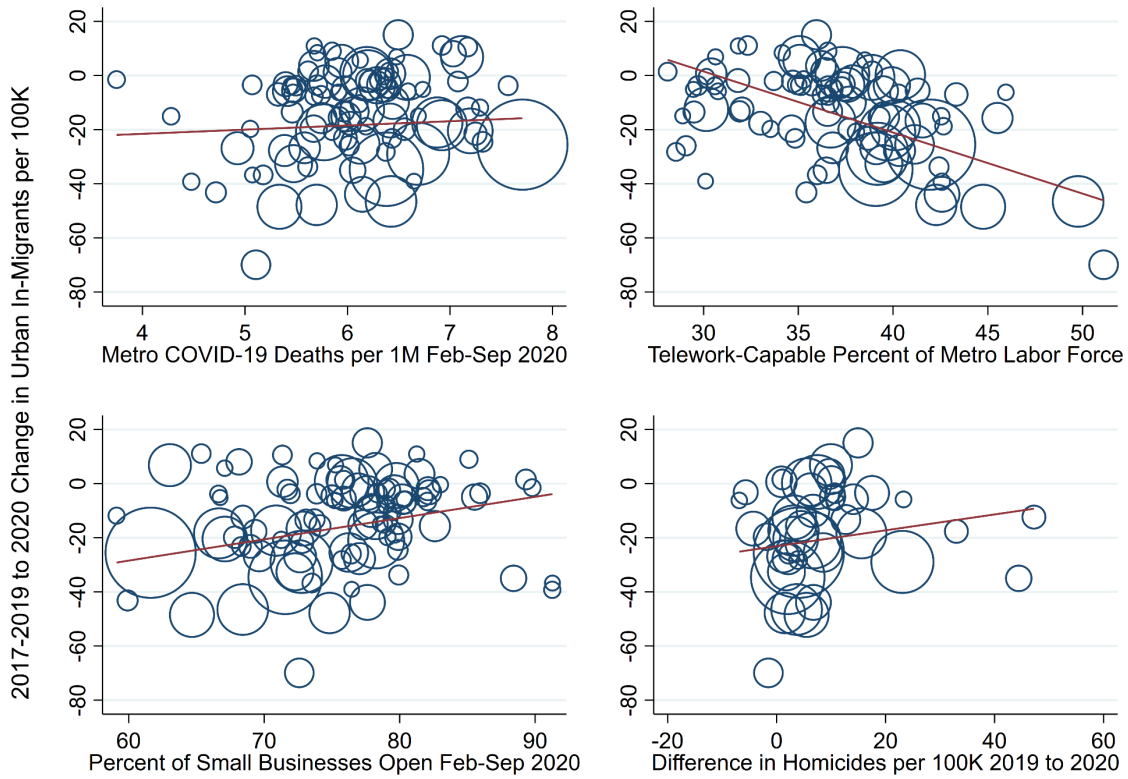 2017-2019 to 2020 Change in Urban In-Migrants per 100K
20
0
-20
-40
-60
-80
4 5 6 7 8
Metro COVID-19 Deaths per 1M Feb-Sep 2020
20
0
-20
-40
-60
-80
30 35 40 45 50
Telework-Capable Percent of Metro Labor Force
20
0
-20
-40
-60
-80
60 70 80 90
Percent of Small Businesses Open Feb-Sep 2020
20
0
-20
-40
-60
-80
-20 0 20 40 60
Difference in Homicides per 100K 2019 to 2020